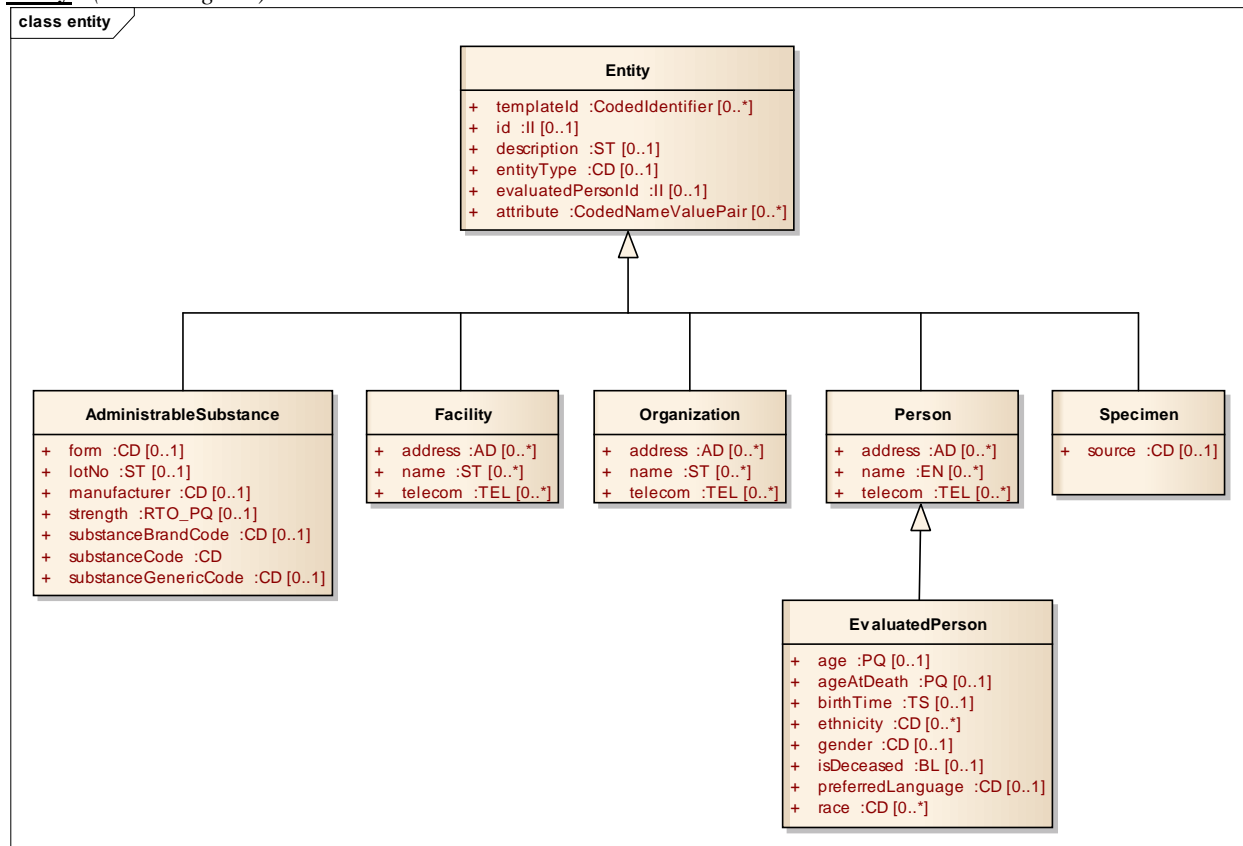 class entity
Entity
+ templateId :CodedIdentifier [0..*]
+ id :II [0..1]
+ description :ST [0..1]
+ entityType :CD [0..1]
+ evaluatedPersonId :II [0..1]
+ attribute :CodedNameValuePair [0..*]
AdministrableSubstance
+ form :CD [0..1]
+ lotNo :ST [0..1]
+ manufacturer :CD [0..1]
+ strength :RTO_PQ [0..1]
+ substanceBrandCode :CD [0..1]
+ substanceCode :CD
+ substanceGenericCode :CD [0..1]
Facility
+ address :AD [0..*]
+ name :ST [0..*]
+ telecom :TEL [0..*]
Organization
+ address :AD [0..*]
+ name :ST [0..*]
+ telecom :TEL [0..*]
Person
+ address :AD [0..*]
+ name :EN [0..*]
+ telecom :TEL [0..*]
Specimen
+ source :CD [0..1]
EvaluatedPerson
+ age :PQ [0..1]
+ ageAtDeath :PQ [0..1]
+ birthTime :TS [0..1]
+ ethnicity :CD [0..*]
+ gender :CD [0..1]
+ isDeceased :BL [0..1]
+ preferredLanguage :CD [0..1]
+ race :CD [0..*]